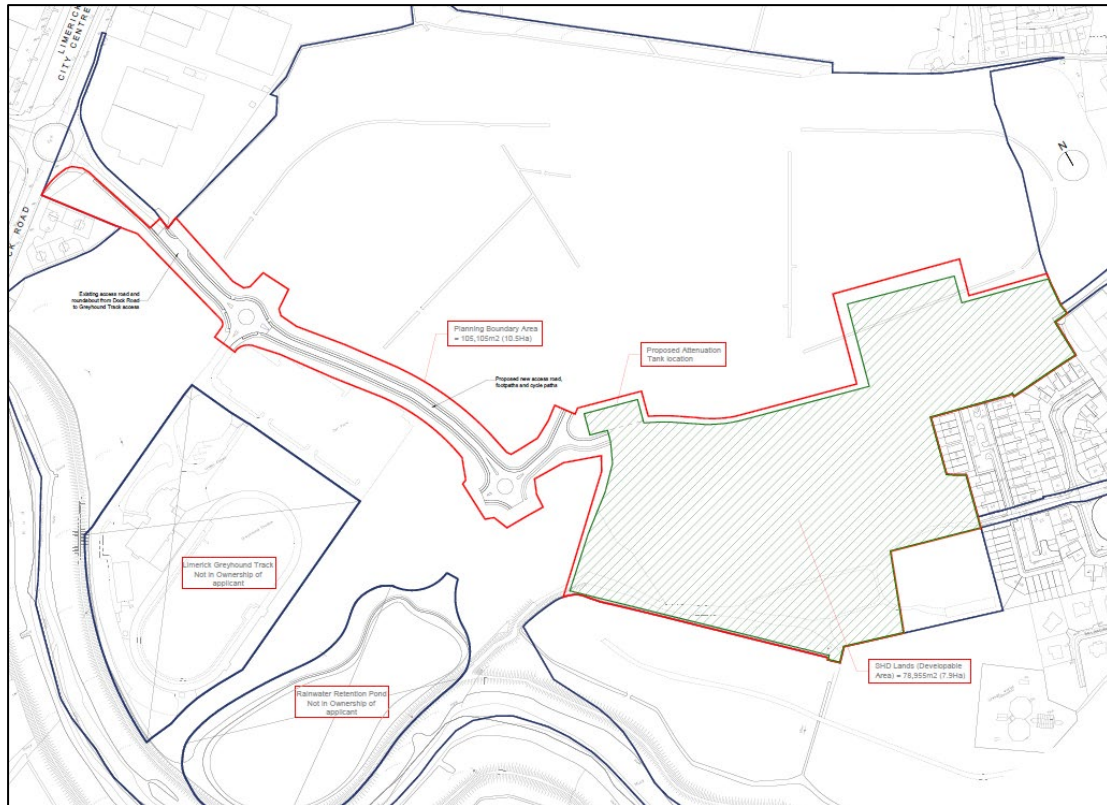 LIMERICK
CITY CENTRE
ROAD
N
Existing access road and
roundabout from Dock Road
to Greyhound Track access
Planning Boundary Area
= 105,105m2 (10.5Ha)
Proposed Attenuation
Tank location
Proposed new access road,
footpaths and cycle paths
Limerick Greyhound Track
Not in Ownership of
applicant
Rainwater Retention Pond
Not in Ownership of
applicant
SHD Lands (Developable
Area) = 78,955m2 (7.9Ha)